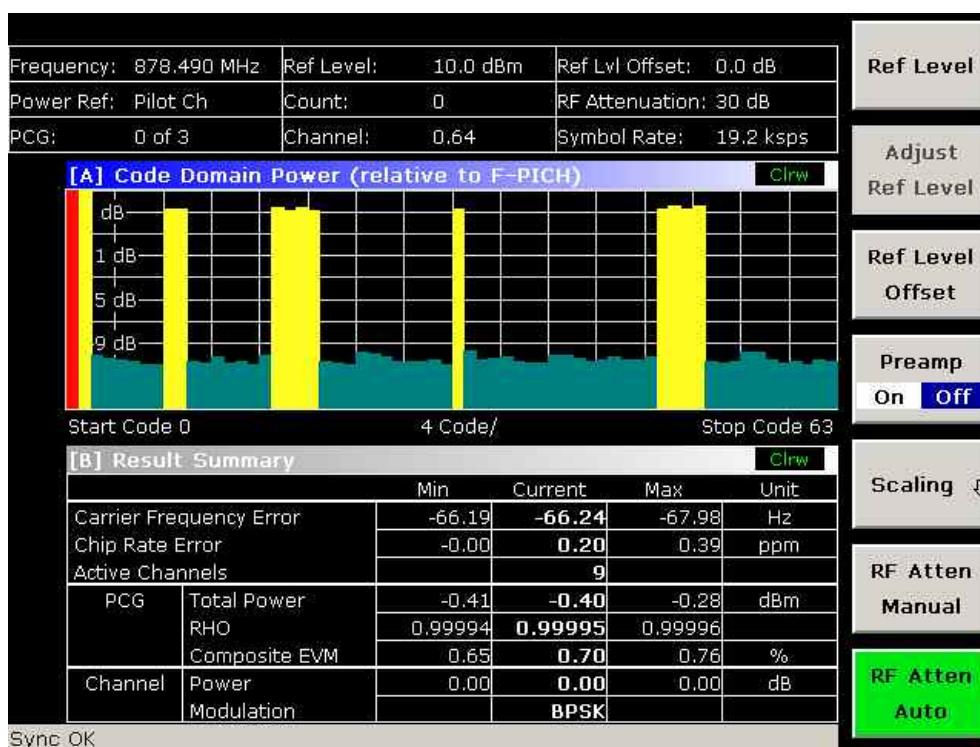 Frequency: 878.490 MHz Ref Level: 10.0 dBm Ref Lvl Offset: 0.0 dB
Power Ref: Pilot Ch Count: 0 RF Attenuation: 30 dB
PCG: 0 of 3 Channel: 0.64 Symbol Rate: 19.2 ksps
[A] Code Domain Power (relative to F-PICH) Clrw
dB
1 dB
5 dB
9 dB
Start Code 0 4 Code/ Stop Code 63
[B] Result Summary Clrw
Min Current Max Unit
Carrier Frequency Error -66.19 -66.24 -67.98 Hz
Chip Rate Error -0.00 0.20 0.39 ppm
Active Channels 9
PCG Total Power -0.41 -0.40 -0.28 dBm
RHO 0.99994 0.99995 0.99996
Composite EVM 0.65 0.70 0.76 %
Channel Power 0.00 0.00 0.00 dB
Modulation BPSK
Sync OK
Ref Level
Adjust
Ref Level
Ref Level
Offset
Preamp
On Off
Scaling
RF Atten
Manual
RF Atten
Auto